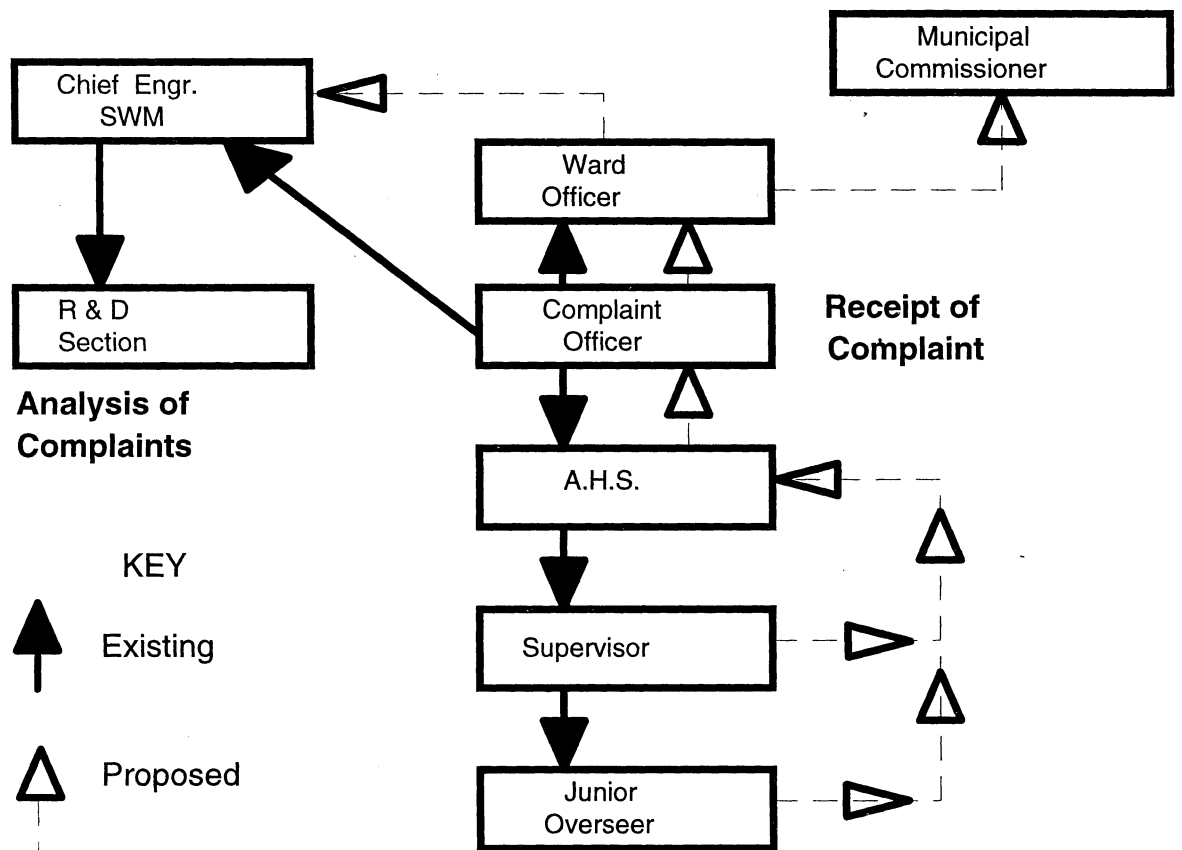 Municipal
Commissioner
Chief Engr.
SWM
Ward
Officer
R & D
Section
Complaint
Officer
Receipt of
Complaint
Analysis of
Complaints
A.H.S.
KEY
Existing
Supervisor
Proposed
Junior
Overseer